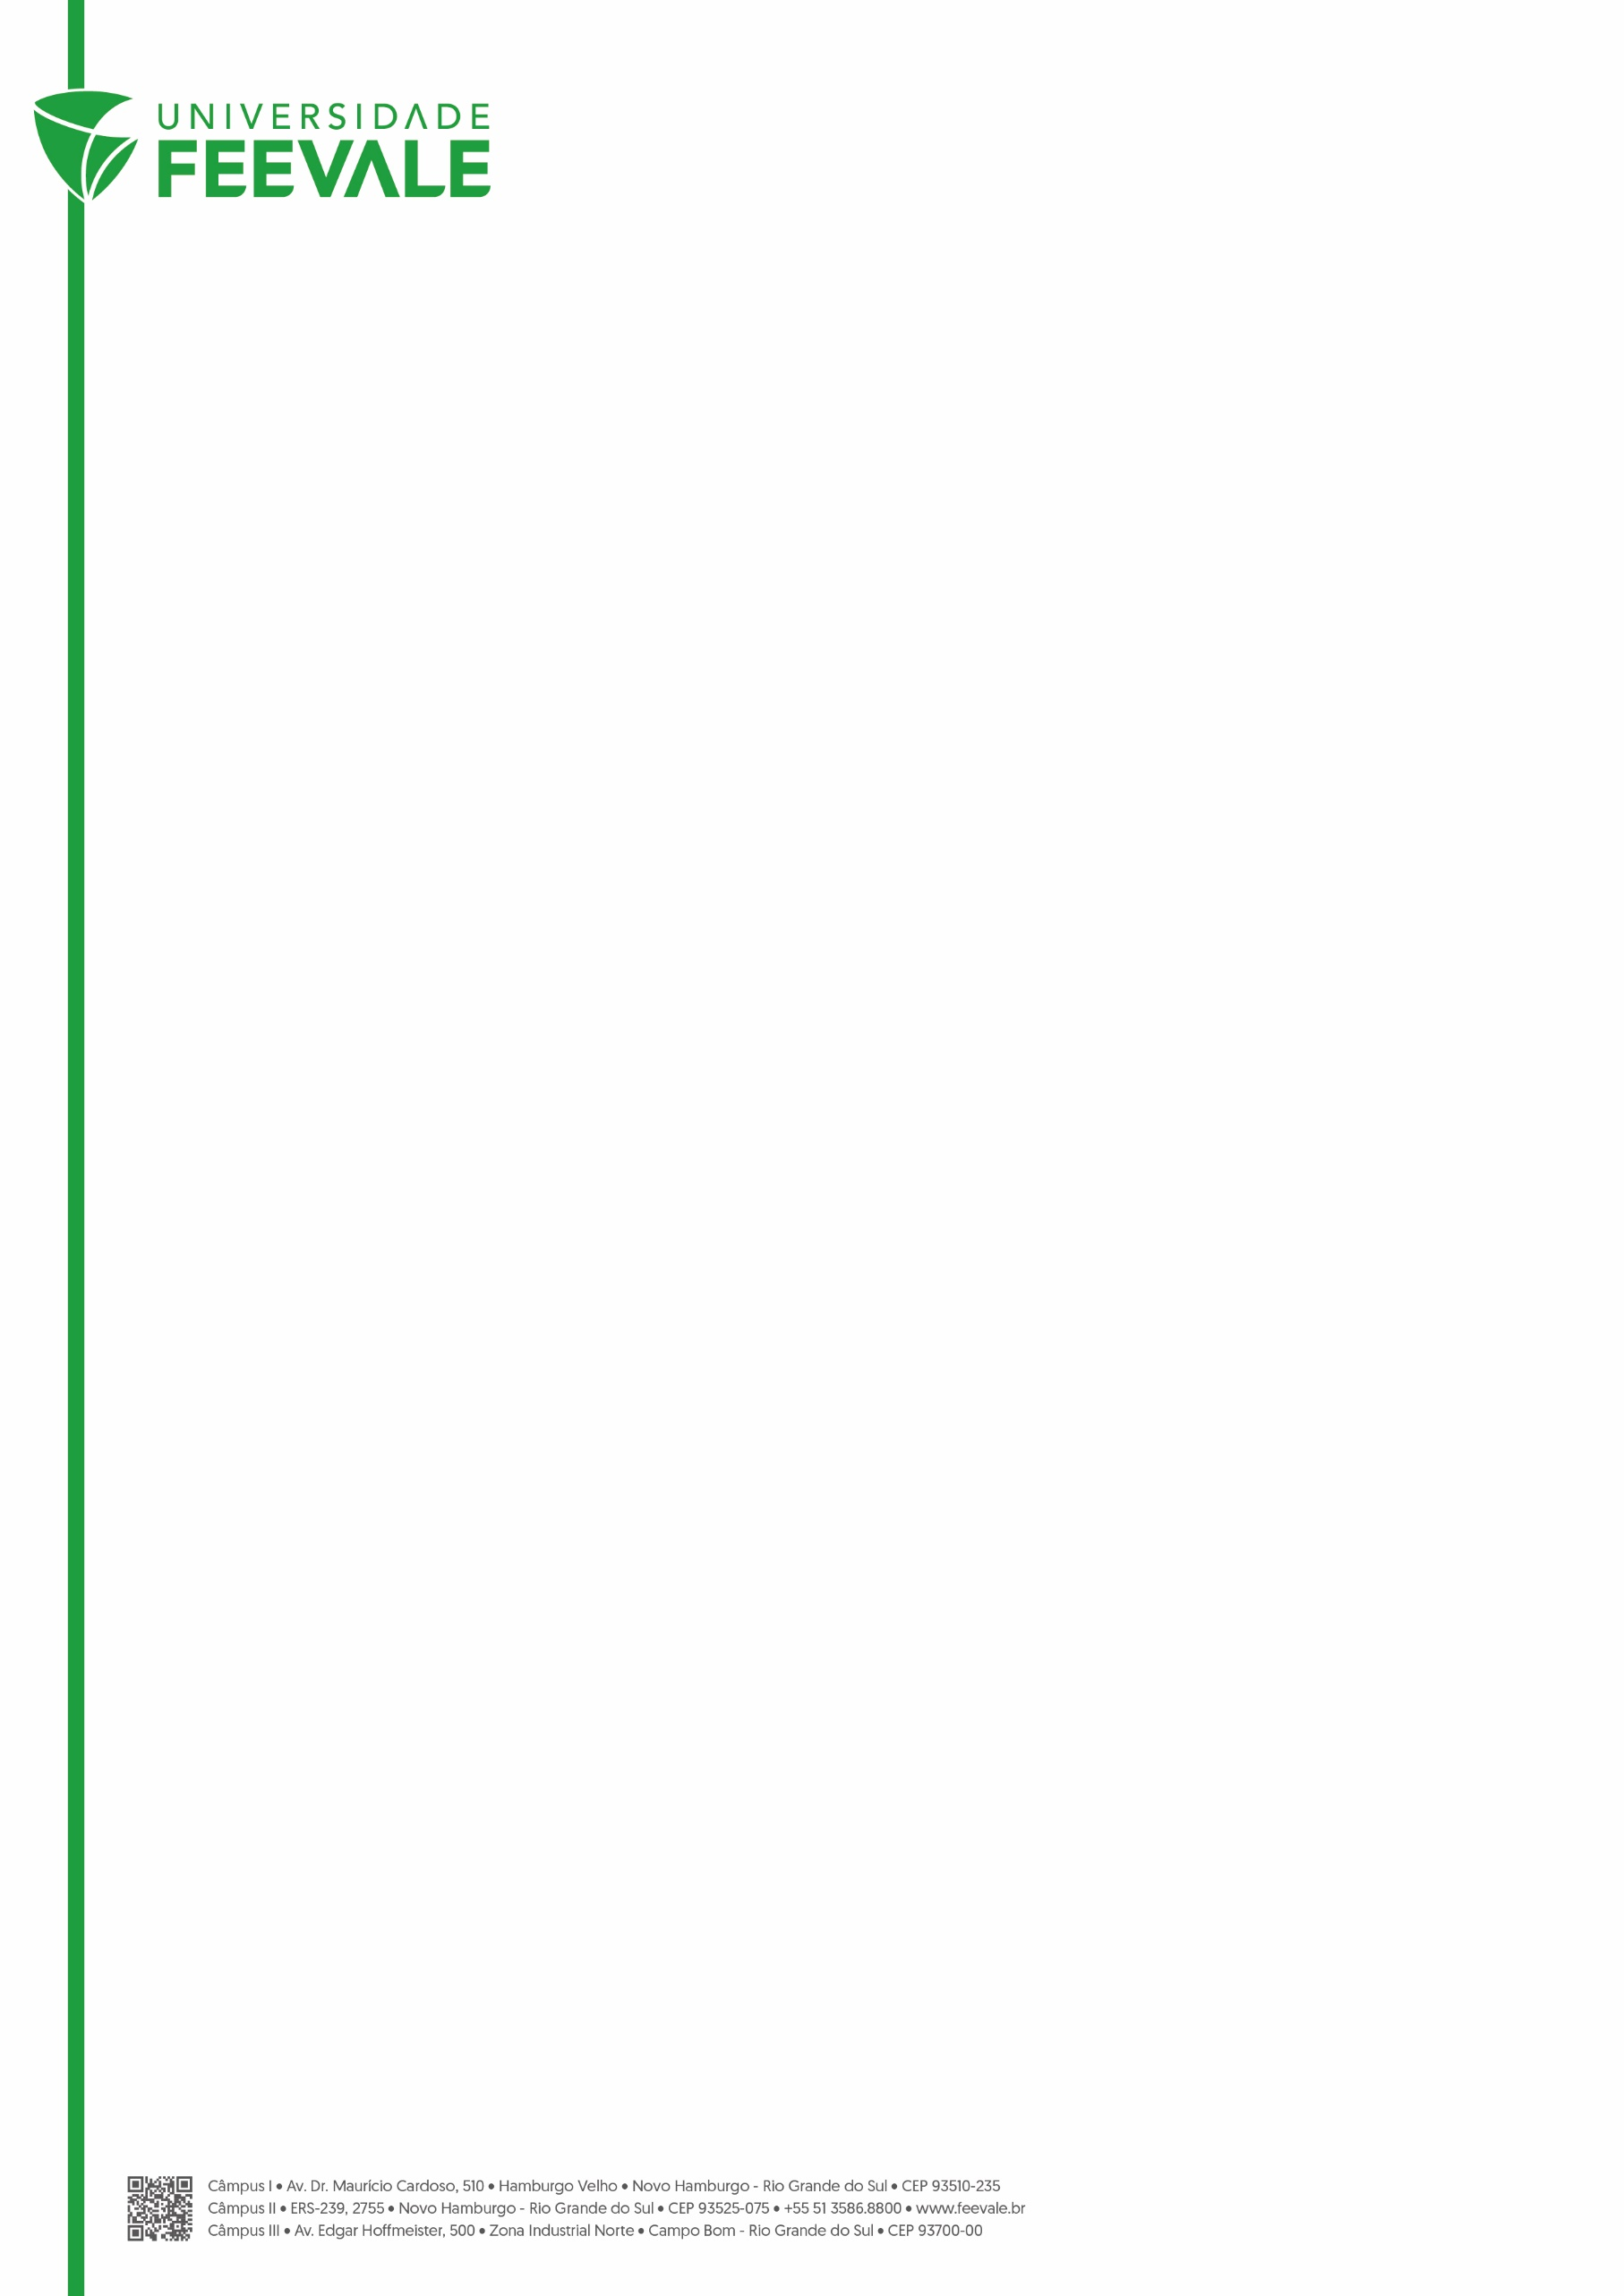 UNIVERSIDADE
FEEVALE
Câmpus I • Av. Dr. Maurício Cardoso, 510 • Hamburgo Velho • Novo Hamburgo - Rio Grande do Sul • CEP 93510-235
Câmpus II • ERS-239, 2755 • Novo Hamburgo - Rio Grande do Sul • CEP 93525-075 • +55 51 3586.8800 • www.feevale.br
Câmpus III • Av. Edgar Hoffmeister, 500 • Zona Industrial Norte • Campo Bom - Rio Grande do Sul • CEP 93700-00